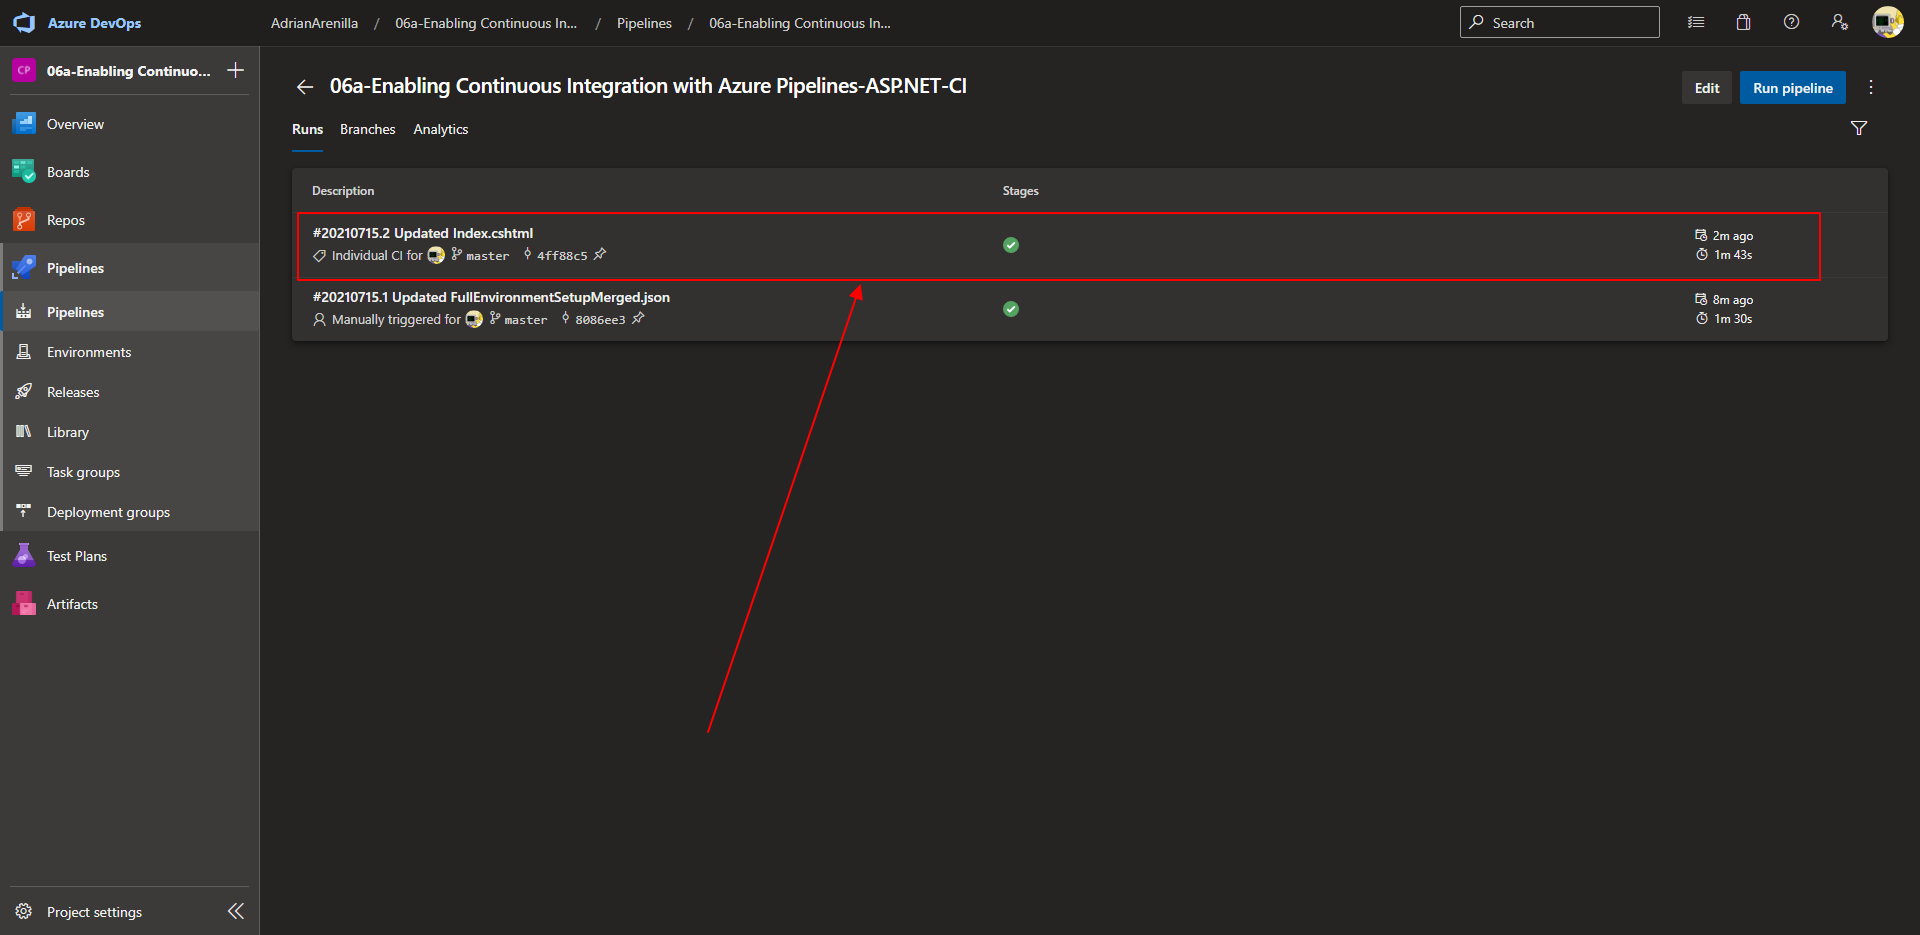 Azure DevOps
AdrianArenilla / 06a-Enabling Continuous In... / Pipelines / 06a-Enabling Continuous In...
Search
CP
06a-Enabling Continuo...
Overview
Boards
Repos
Pipelines
Pipelines
Environments
Releases
Library
Task groups
Deployment groups
Test Plans
Artifacts
Project settings
06a-Enabling Continuous Integration with Azure Pipelines-ASP.NET-CI
Edit
Run pipeline
Runs Branches Analytics
Description Stages
#20210715.2 Updated Index.cshtml
Individual CI for master 4ff88c5
2m ago
1m 43s
#20210715.1 Updated FullEnvironmentSetupMerged.json
Manually triggered for master 8086ee3
8m ago
1m 30s